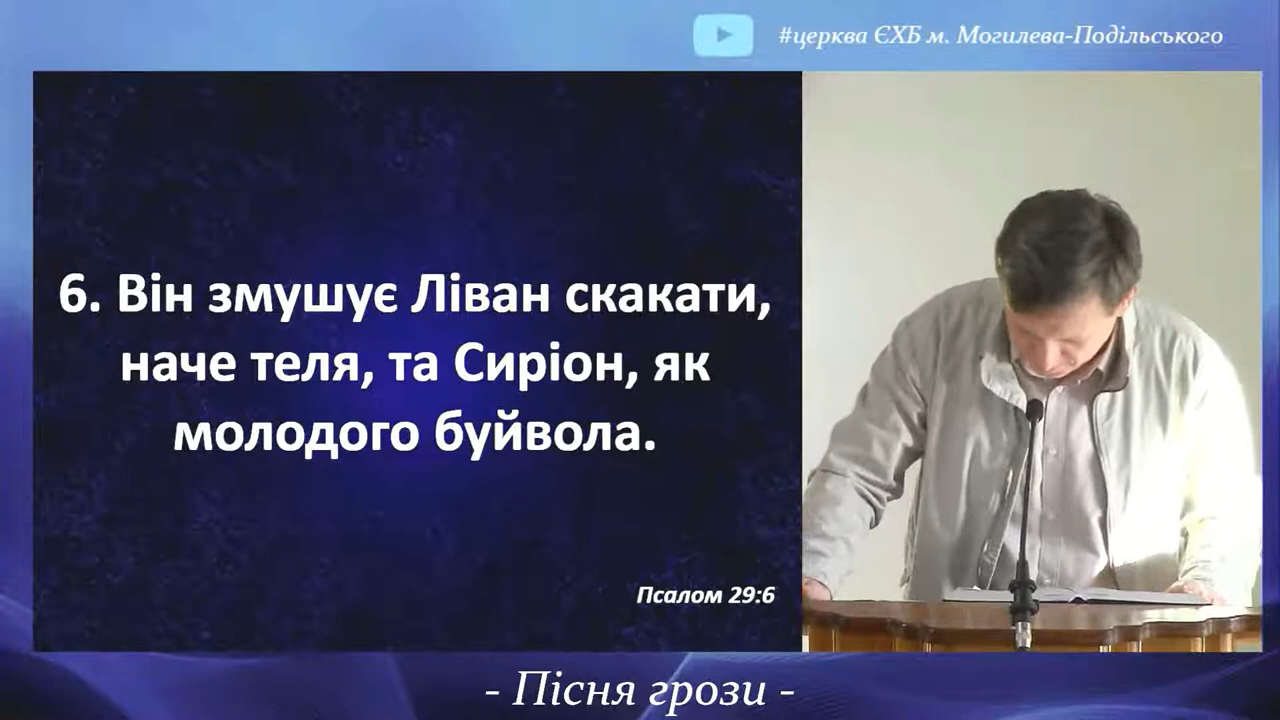 #церква ЄХБ м. Могилева-Подільського
6. Він змушує Ліван скакати,
наче теля, та Сиріон, як
молодого буйвола.
Псалом 29:6
- Пісня грози -